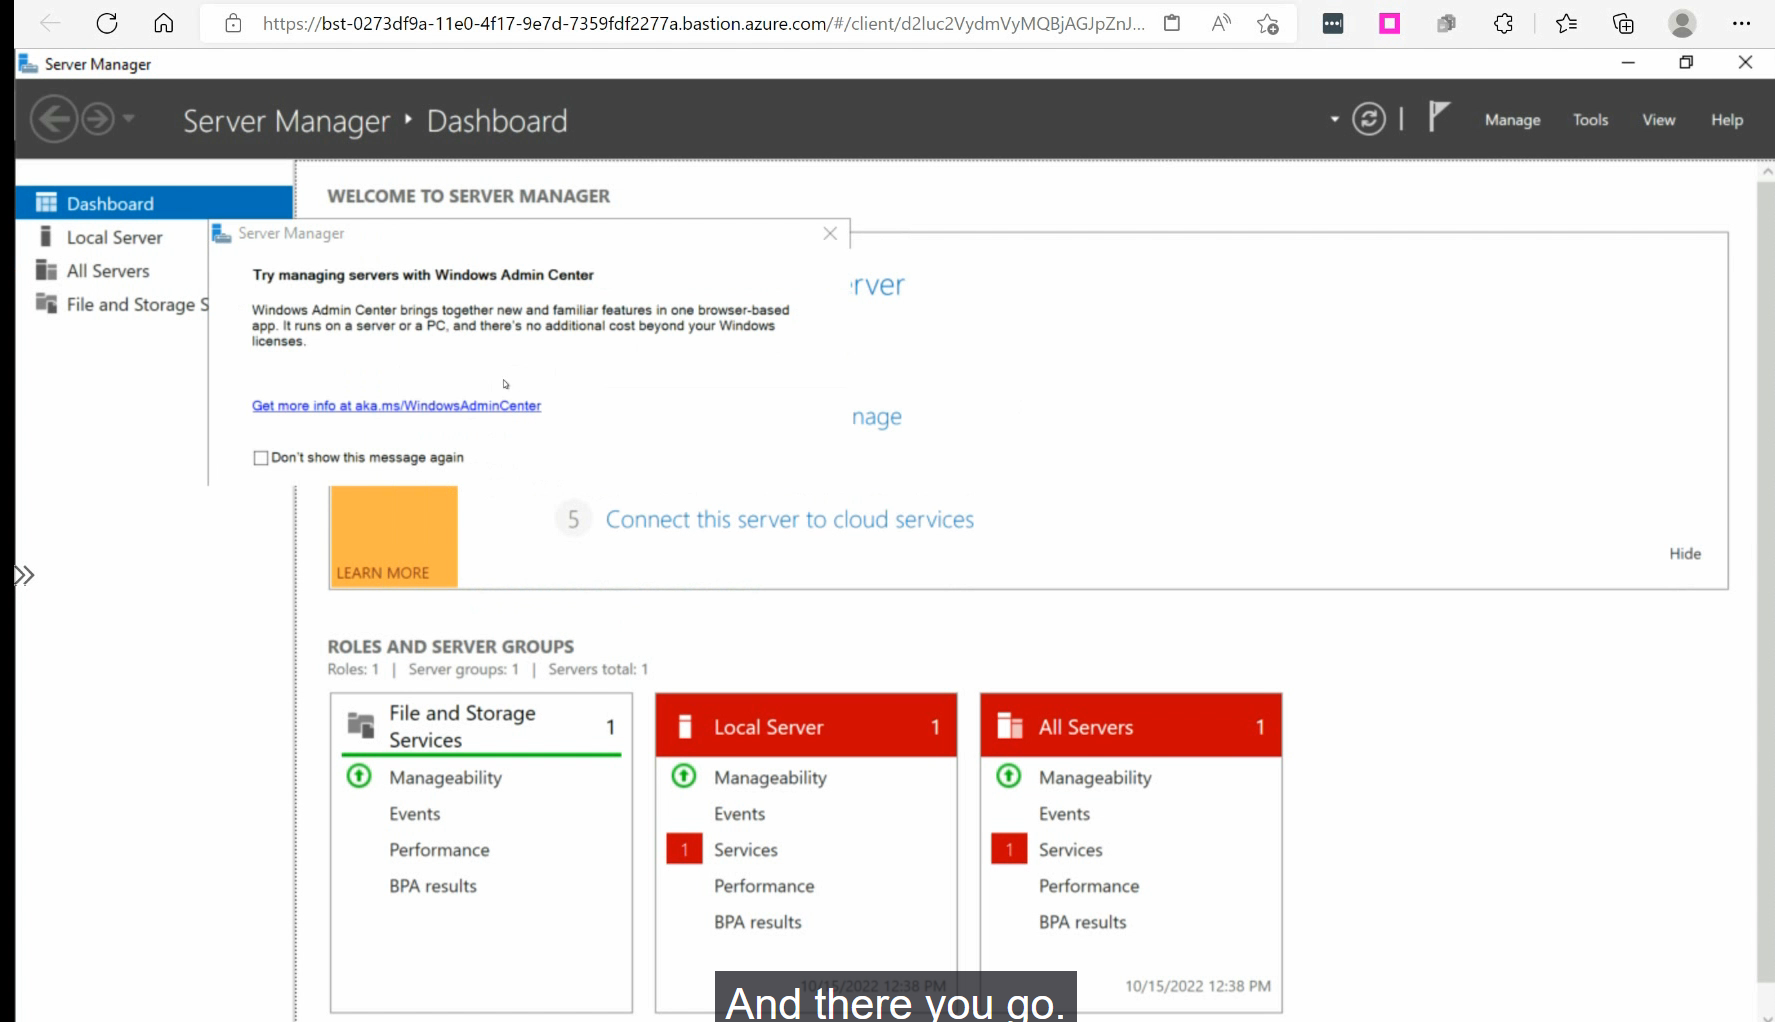 https://bst-0273df9a-11e0-4f17-9e7d-7359fdf2277a.bastion.azure.com/#/client/d2luc2VydmVyMQBjAGJpZnJ...
Server Manager
Server Manager ‣ Dashboard
Manage Tools View Help
Dashboard
Local Server
All Servers
File and Storage S
WELCOME TO SERVER MANAGER
Server Manager
Try managing servers with Windows Admin Center
Windows Admin Center brings together new and familiar features in one browser-based
app. It runs on a server or a PC, and there's no additional cost beyond your Windows
licenses.
Get more info at aka.ms/WindowsAdminCenter
Don't show this message again
rver
nage
5 Connect this server to cloud services
LEARN MORE
Hide
ROLES AND SERVER GROUPS
Roles: 1 | Server groups: 1 | Servers total: 1
File and Storage
Services
1
Manageability
Events
Performance
BPA results
Local Server 1
Manageability
Events
1 Services
Performance
BPA results
10/15/2022 12:38 PM
All Servers 1
Manageability
Events
1 Services
Performance
BPA results
10/15/2022 12:38 PM
And there you go.